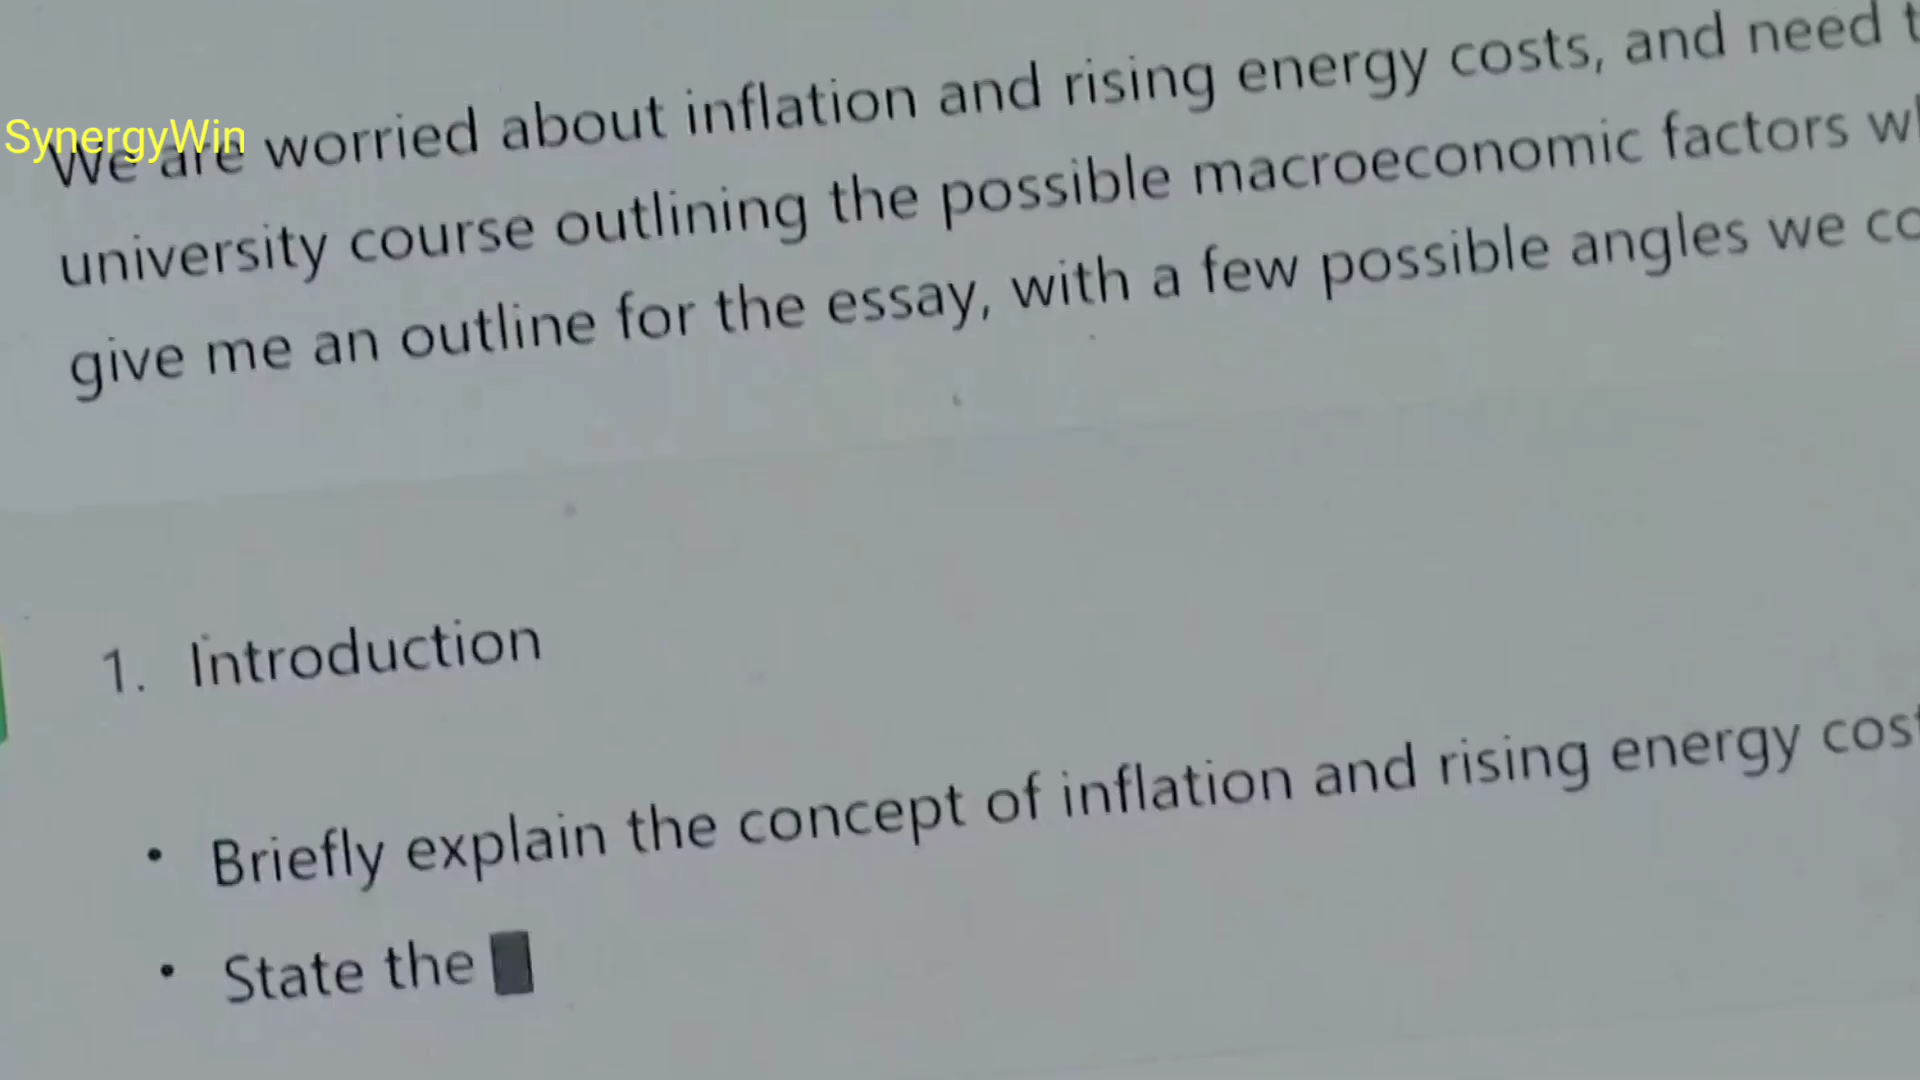 SynergyWin
We are worried about inflation and rising energy costs, and need
university course outlining the possible macroeconomic factors
give me an outline for the essay, with a few possible angles we
1. Introduction
• Briefly explain the concept of inflation and rising energy
• State the